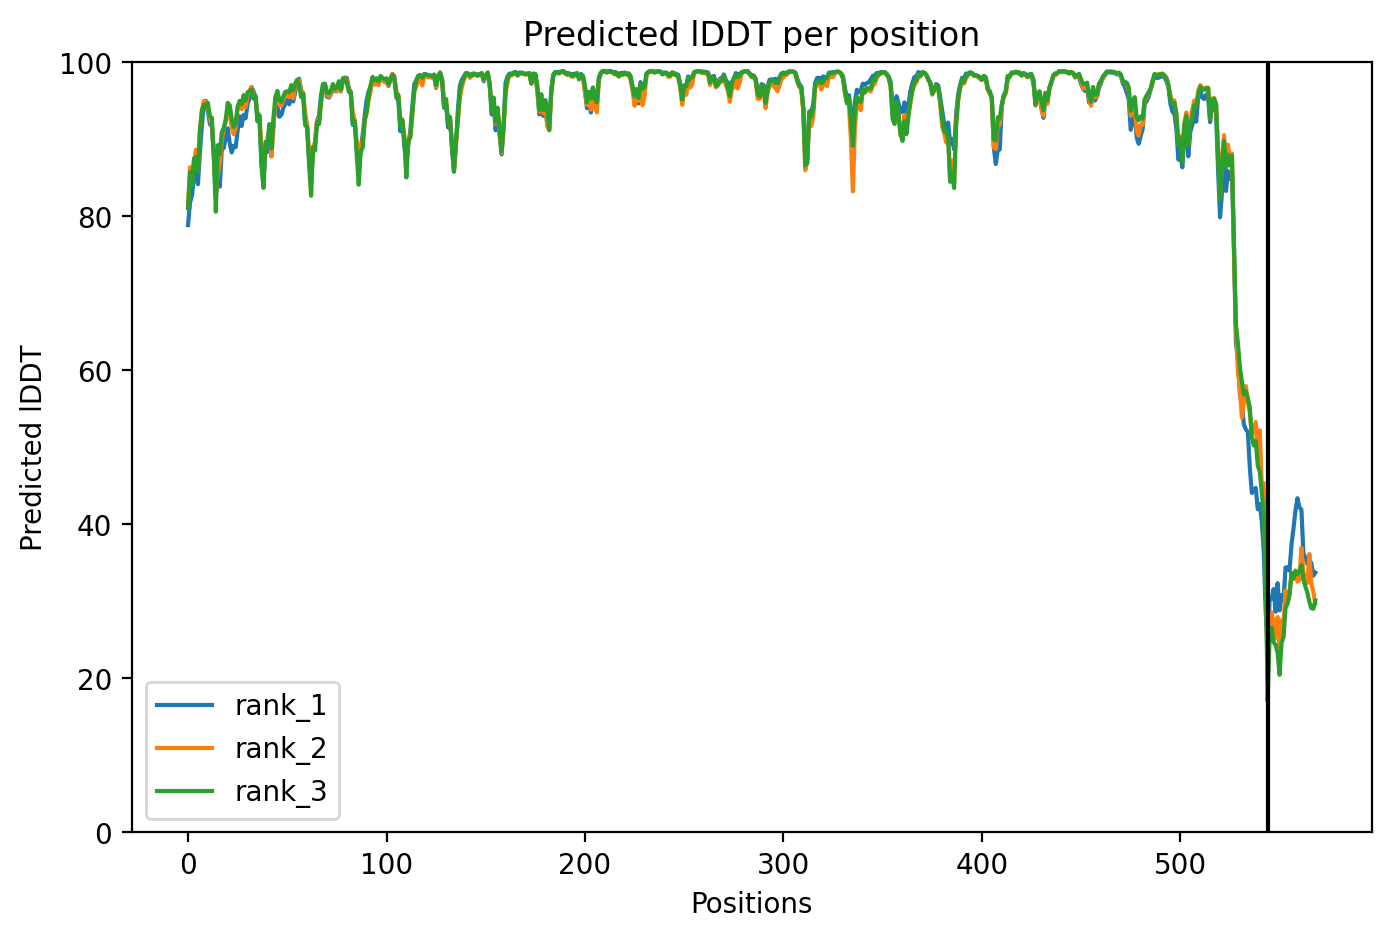 Predicted lDDT per position
Predicted lDDT
100
80
60
40
20
0
rank_1
rank_2
rank_3
0 100 200 300 400 500
Positions